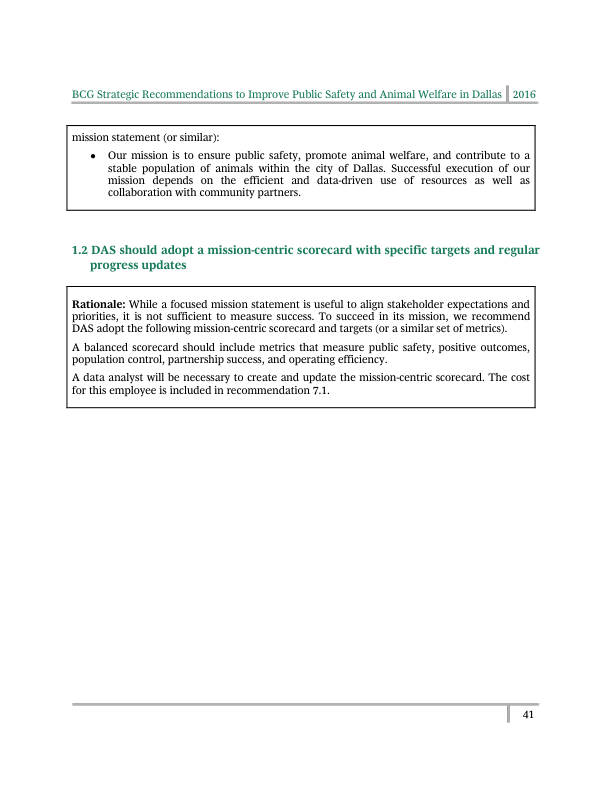 BCG Strategic Recommendations to Improve Public Safety and Animal Welfare in Dallas 2016
mission statement (or similar):
• Our mission is to ensure public safety, promote animal welfare, and contribute to a
stable population of animals within the city of Dallas. Successful execution of our
mission depends on the efficient and data-driven use of resources as well as
collaboration with community partners.
1.2 DAS should adopt a mission-centric scorecard with specific targets and regular
progress updates
Rationale: While a focused mission statement is useful to align stakeholder expectations and
priorities, it is not sufficient to measure success. To succeed in its mission, we recommend
DAS adopt the following mission-centric scorecard and targets (or a similar set of metrics).
A balanced scorecard should include metrics that measure public safety, positive outcomes,
population control, partnership success, and operating efficiency.
A data analyst will be necessary to create and update the mission-centric scorecard. The cost
for this employee is included in recommendation 7.1.
41